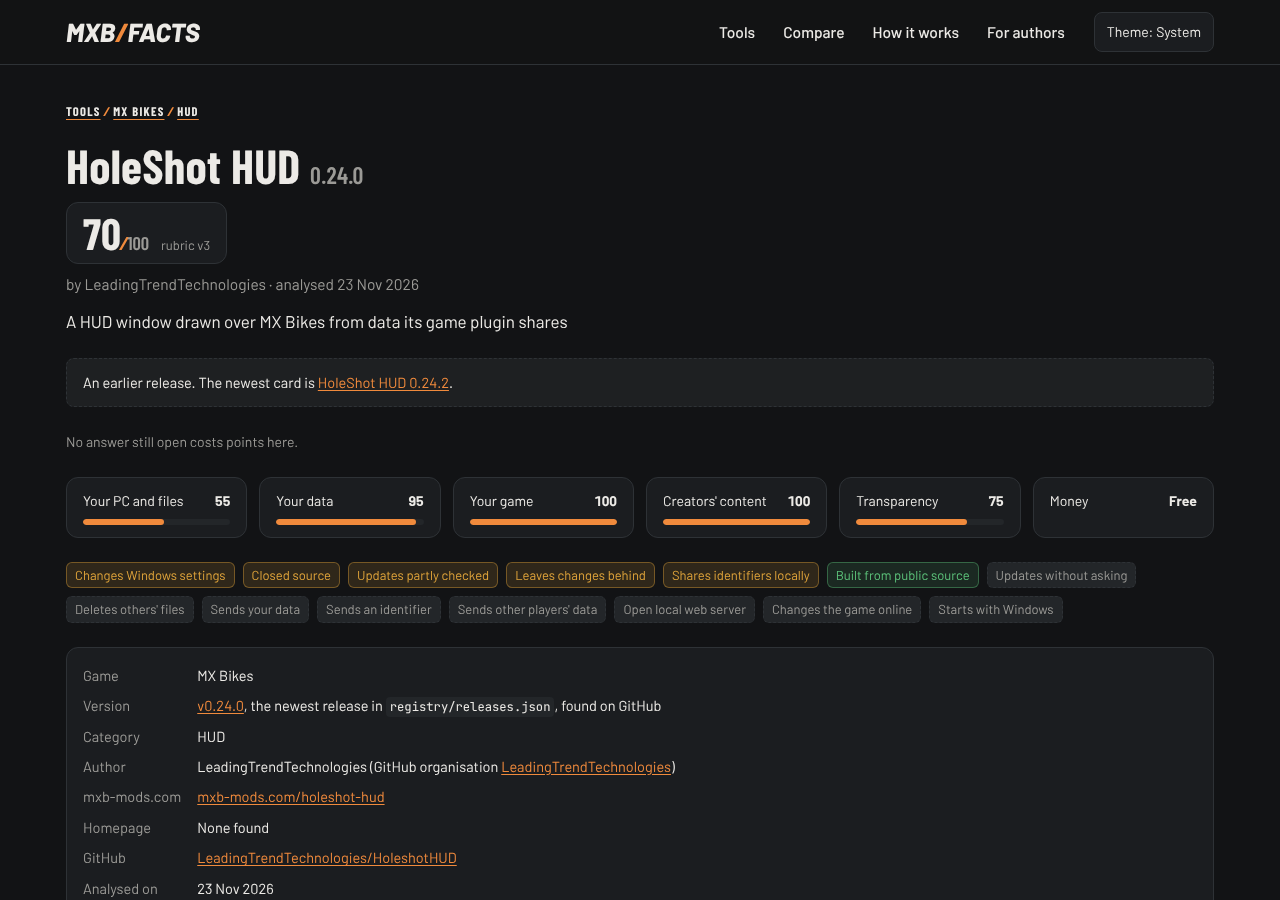 MXB/FACTS
Tools
Compare
How it works
For authors
Theme: System
TOOLS / MX BIKES / HUD
HoleShot HUD 0.24.0
70/100 rubric v3
by LeadingTrendTechnologies · analysed 23 Nov 2026
A HUD window drawn over MX Bikes from data its game plugin shares
An earlier release. The newest card is HoleShot HUD 0.24.2.
No answer still open costs points here.
Your PC and files 55
Your data 95
Your game 100
Creators' content 100
Transparency 75
Money Free
Changes Windows settings
Closed source
Updates partly checked
Leaves changes behind
Shares identifiers locally
Built from public source
Updates without asking
Deletes others' files
Sends your data
Sends an identifier
Sends other players' data
Open local web server
Changes the game online
Starts with Windows
Game MX Bikes
Version v0.24.0, the newest release in registry/releases.json, found on GitHub
Category HUD
Author LeadingTrendTechnologies (GitHub organisation LeadingTrendTechnologies)
mxb-mods.com mxb-mods.com/holeshot-hud
Homepage None found
GitHub LeadingTrendTechnologies/HoleshotHUD
Analysed on 23 Nov 2026